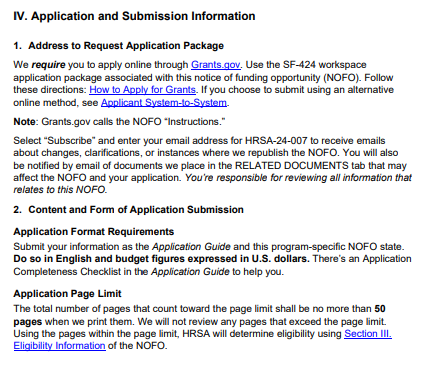 IV. Application and Submission Information
1. Address to Request Application Package
We require you to apply online through Grants.gov. Use the SF-424 workspace
application package associated with this notice of funding opportunity (NOFO). Follow
these directions: How to Apply for Grants. If you choose to submit using an alternative
online method, see Applicant System-to-System.
Note: Grants.gov calls the NOFO “Instructions.”
Select “Subscribe” and enter your email address for HRSA-24-007 to receive emails
about changes, clarifications, or instances where we republish the NOFO. You will also
be notified by email of documents we place in the RELATED DOCUMENTS tab that may
affect the NOFO and your application. You’re responsible for reviewing all information that
relates to this NOFO.
2. Content and Form of Application Submission
Application Format Requirements
Submit your information as the Application Guide and this program-specific NOFO state.
Do so in English and budget figures expressed in U.S. dollars. There’s an Application
Completeness Checklist in the Application Guide to help you.
Application Page Limit
The total number of pages that count toward the page limit shall be no more than 50
pages when we print them. We will not review any pages that exceed the page limit.
Using the pages within the page limit, HRSA will determine eligibility using Section III.
Eligibility Information of the NOFO.